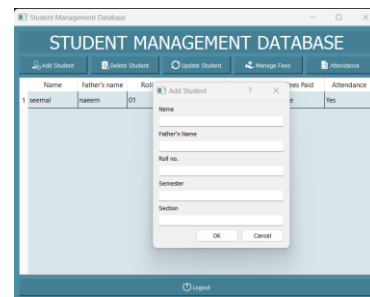 Student Management Database
STUDENT MANAGEMENT DATABASE
Add Student Delete Student Update Student Manage Fees Attendance
Name Father's name Roll ees Paid Attendance
1 seemal naeem 01 e Yes
Add Student
Name
Father's Name
Roll no.
Semester
Section
OK Cancel
Logout